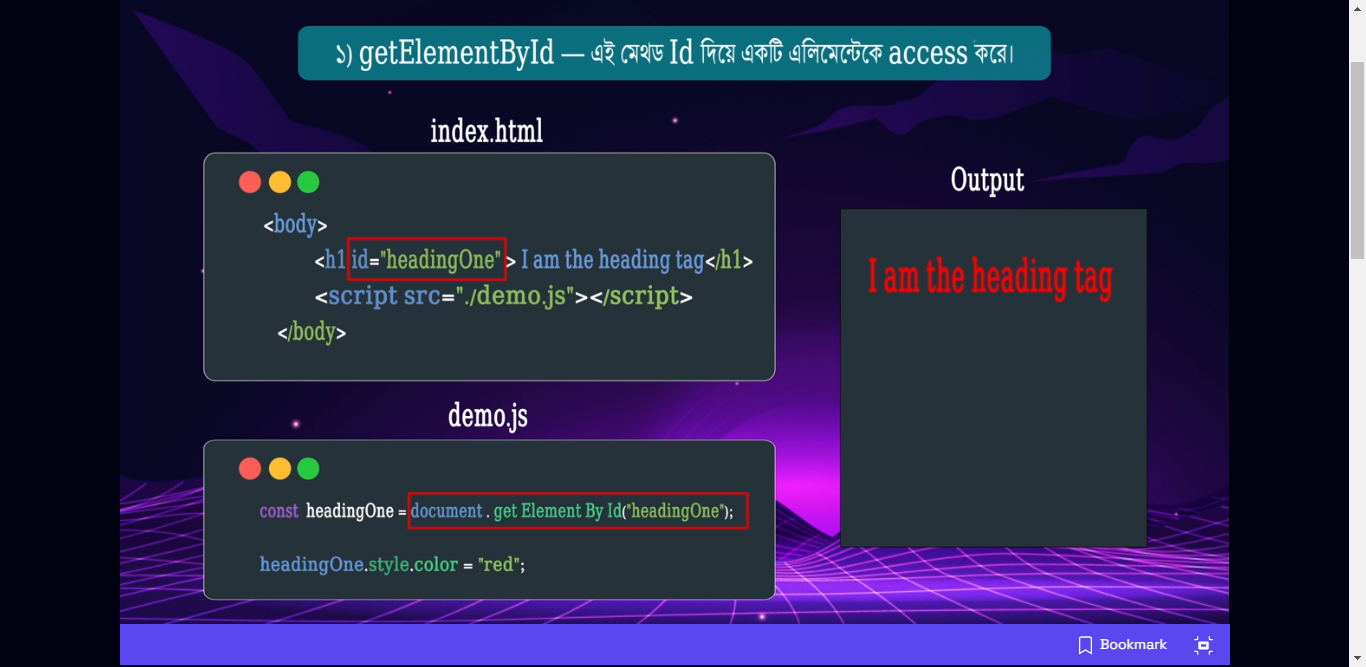 ১) getElementById — এই মেথড Id দিয়ে একটি এলিমেন্টেকে access করে।
index.html
<body>
<h1 id="headingOne" > I am the heading tag</h1>
<script src="./demo.js"></script>
</body>
Output
I am the heading tag
demo.js
const headingOne = document . get Element By Id("headingOne");
headingOne.style.color = "red";
Bookmark